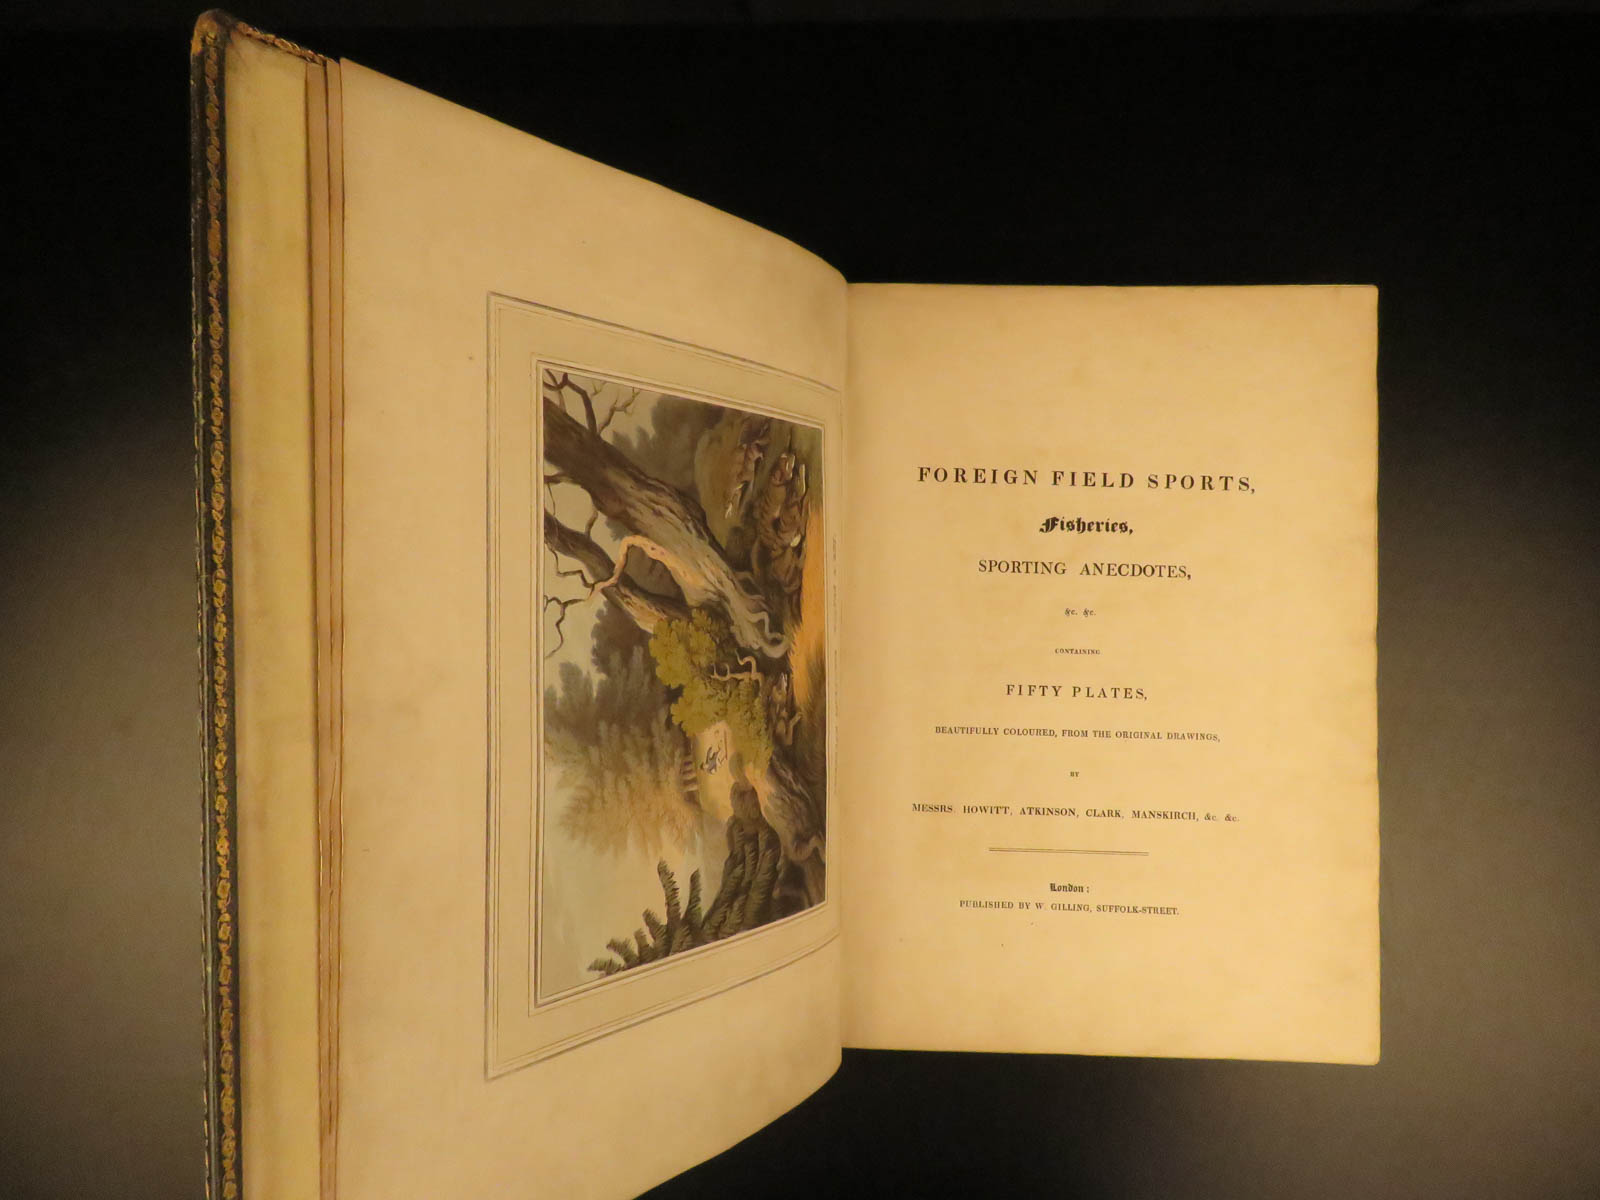 FOREIGN FIELD SPORTS,
Fisheries,
SPORTING ANECDOTES,
&c. &c.
CONTAINING
FIFTY PLATES,
BEAUTIFULLY COLOURED, FROM THE ORIGINAL DRAWINGS,
BY
MESSRS. HOWITT, ATKINSON, CLARK, MANSKIRCH, &c. &c.
London:
PUBLISHED BY W. GILLING, SUFFOLK-STREET.